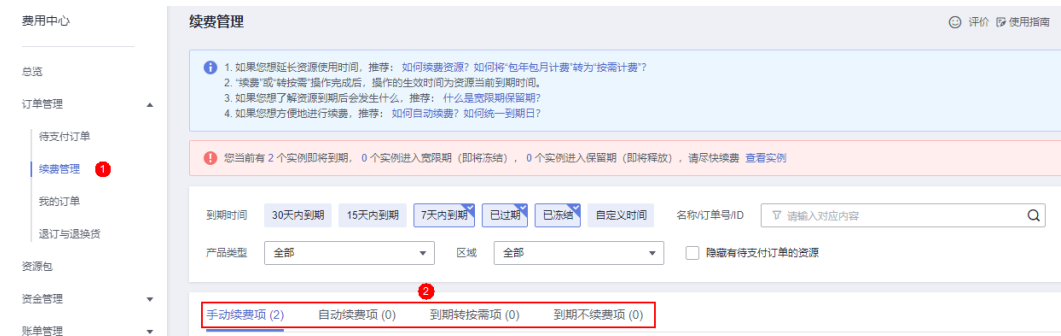 费用中心
续费管理
评价 使用指南
1. 如果您想延长资源使用时间，推荐： 如何续费资源？如何将“包年包月计费”转为“按需计费”？
2. “续费”或“转按需”操作完成后，操作的生效时间为资源当前到期时间。
3. 如果您想了解资源到期后会发生什么，推荐： 什么是宽限期保留期？
4. 如果您想方便地进行续费，推荐： 如何自动续费？如何统一到期日？
总览
订单管理
待支付订单
续费管理 1
我的订单
退订与退换货
资源包
资金管理
账单管理
您当前有 2 个实例即将到期，0 个实例进入宽限期（即将冻结），0 个实例进入保留期（即将释放），请尽快续费 查看实例
到期时间 30天内到期 15天内到期 7天内到期 已过期 已冻结 自定义时间 名称/订单号/ID 请输入对应内容
产品类型 全部 区域 全部 隐藏有待支付订单的资源
2
手动续费项 (2) 自动续费项 (0) 到期转按需项 (0) 到期不续费项 (0)